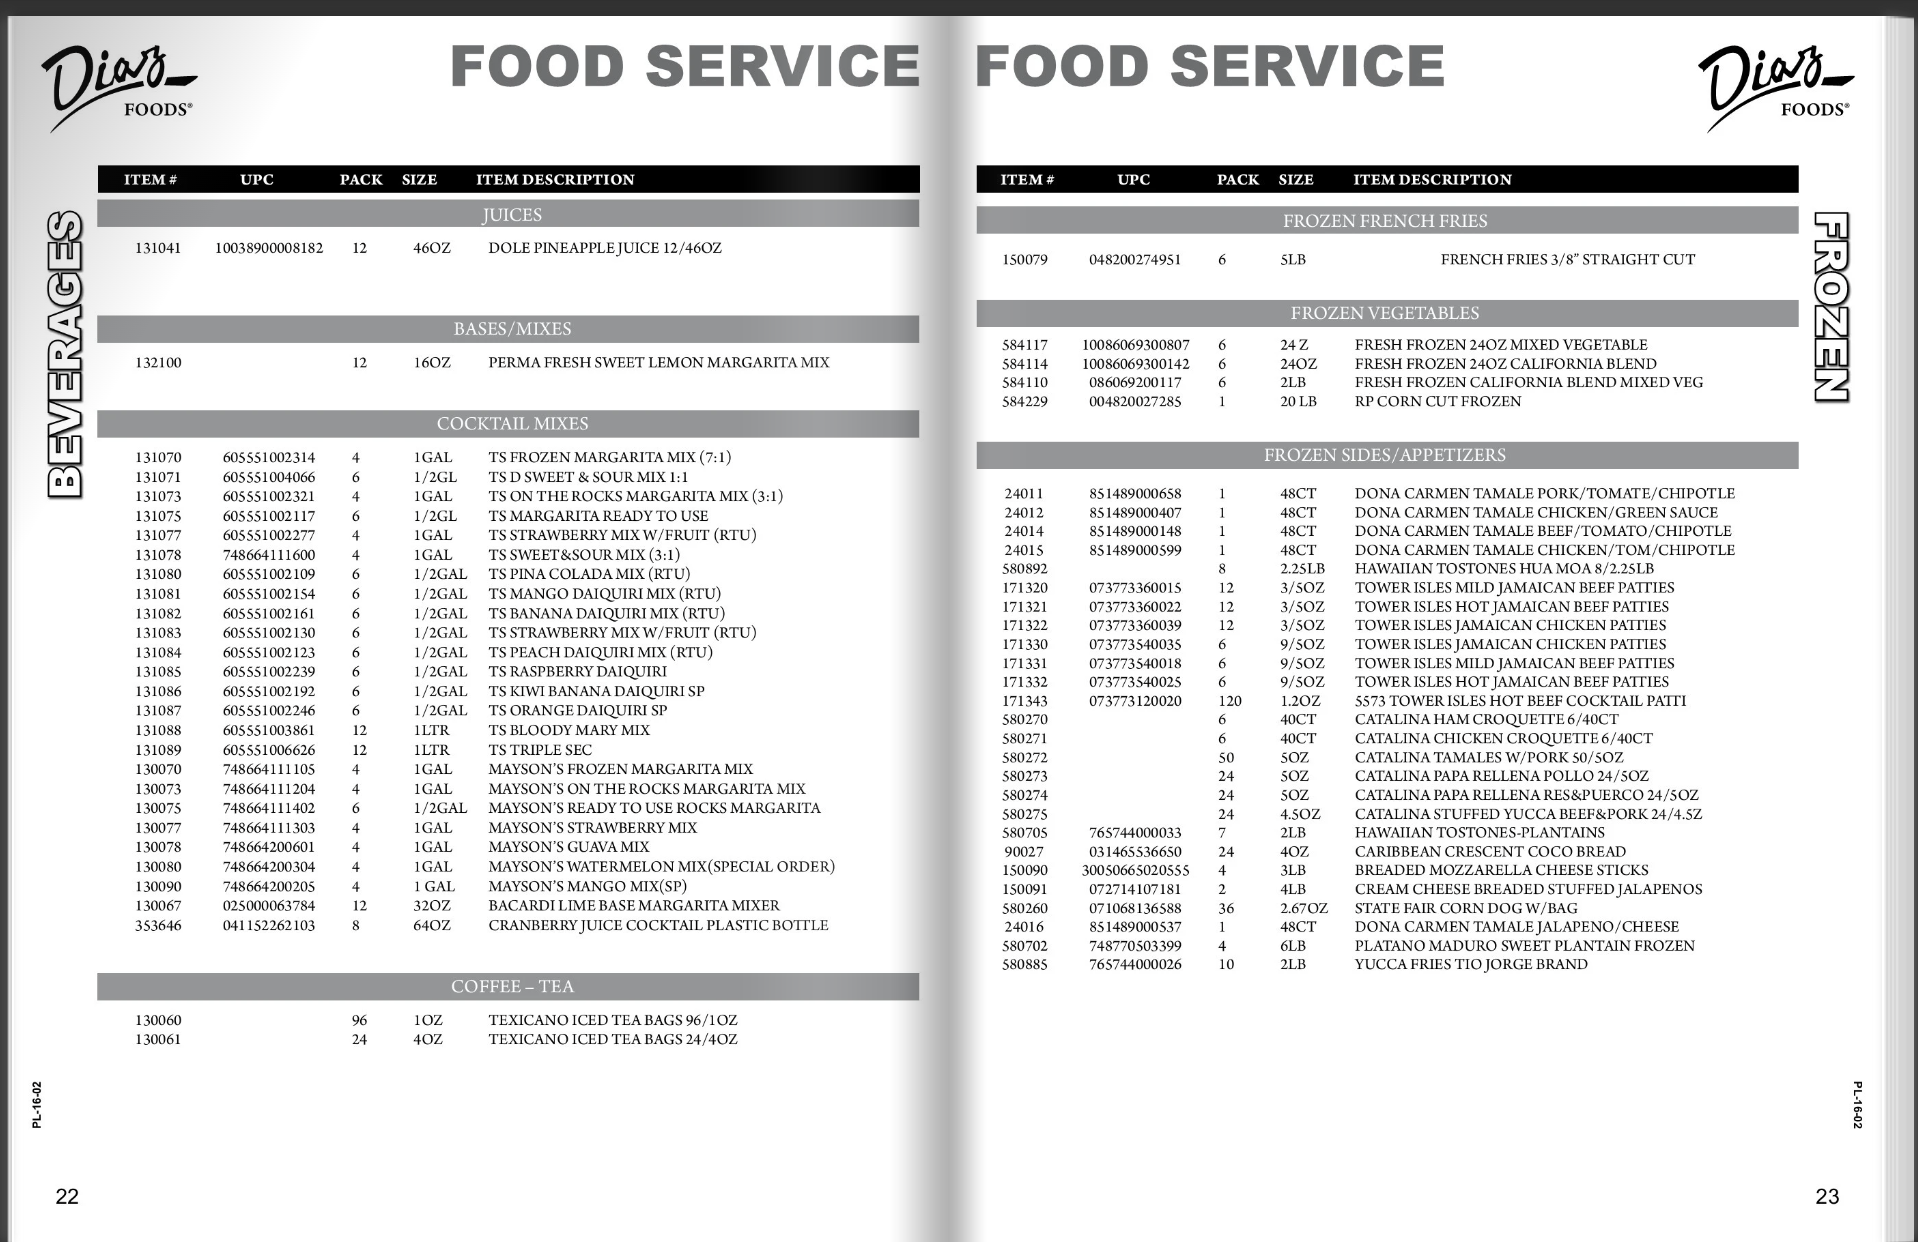 Diaz
FOODS®
FOOD SERVICE
BEVERAGES
ITEM # UPC PACK SIZE ITEM DESCRIPTION
JUICES
131041 10038900008182 12 46OZ DOLE PINEAPPLE JUICE 12/46OZ
BASES/MIXES
132100 12 16OZ PERMA FRESH SWEET LEMON MARGARITA MIX
COCKTAIL MIXES
131070 605551002314 4 1GAL TS FROZEN MARGARITA MIX (7:1)
131071 605551004066 6 1/2GL TS D SWEET & SOUR MIX 1:1
131073 605551002321 4 1GAL TS ON THE ROCKS MARGARITA MIX (3:1)
131075 605551002117 6 1/2GL TS MARGARITA READY TO USE
131077 605551002277 4 1GAL TS STRAWBERRY MIX W/FRUIT (RTU)
131078 748664111600 4 1GAL TS SWEET&SOUR MIX (3:1)
131080 605551002109 6 1/2GAL TS PINA COLADA MIX (RTU)
131081 605551002154 6 1/2GAL TS MANGO DAIQUIRI MIX (RTU)
131082 605551002161 6 1/2GAL TS BANANA DAIQUIRI MIX (RTU)
131083 605551002130 6 1/2GAL TS STRAWBERRY MIX W/FRUIT (RTU)
131084 605551002123 6 1/2GAL TS PEACH DAIQUIRI MIX (RTU)
131085 605551002239 6 1/2GAL TS RASPBERRY DAIQUIRI
131086 605551002192 6 1/2GAL TS KIWI BANANA DAIQUIRI SP
131087 605551002246 6 1/2GAL TS ORANGE DAIQUIRI SP
131088 605551003861 12 1LTR TS BLOODY MARY MIX
131089 605551006626 12 1LTR TS TRIPLE SEC
130070 748664111105 4 1GAL MAYSON'S FROZEN MARGARITA MIX
130073 748664111204 4 1GAL MAYSON'S ON THE ROCKS MARGARITA MIX
130075 748664111402 6 1/2GAL MAYSON'S READY TO USE ROCKS MARGARITA
130077 748664111303 4 1GAL MAYSON'S STRAWBERRY MIX
130078 748664200601 4 1GAL MAYSON'S GUAVA MIX
130080 748664200304 4 1GAL MAYSON'S WATERMELON MIX(SPECIAL ORDER)
130090 748664200205 4 1 GAL MAYSON'S MANGO MIX(SP)
130067 025000063784 12 32OZ BACARDI LIME BASE MARGARITA MIXER
353646 041152262103 8 64OZ CRANBERRY JUICE COCKTAIL PLASTIC BOTTLE
COFFEE – TEA
130060 96 1OZ TEXICANO ICED TEA BAGS 96/1OZ
130061 24 4OZ TEXICANO ICED TEA BAGS 24/4OZ
PL-16-02
22
FOOD SERVICE
Diaz
FOODS®
FROZEN
ITEM # UPC PACK SIZE ITEM DESCRIPTION
FROZEN FRENCH FRIES
150079 048200274951 6 5LB FRENCH FRIES 3/8” STRAIGHT CUT
FROZEN VEGETABLES
584117 10086069300807 6 24 Z FRESH FROZEN 24OZ MIXED VEGETABLE
584114 10086069300142 6 24OZ FRESH FROZEN 24OZ CALIFORNIA BLEND
584110 086069200117 6 2LB FRESH FROZEN CALIFORNIA BLEND MIXED VEG
584229 004820027285 1 20 LB RP CORN CUT FROZEN
FROZEN SIDES/APPETIZERS
24011 851489000658 1 48CT DONA CARMEN TAMALE PORK/TOMATE/CHIPOTLE
24012 851489000407 1 48CT DONA CARMEN TAMALE CHICKEN/GREEN SAUCE
24014 851489000148 1 48CT DONA CARMEN TAMALE BEEF/TOMATO/CHIPOTLE
24015 851489000599 1 48CT DONA CARMEN TAMALE CHICKEN/TOM/CHIPOTLE
580892 8 2.25LB HAWAIIAN TOSTONES HUA MOA 8/2.25LB
171320 073773360015 12 3/5OZ TOWER ISLES MILD JAMAICAN BEEF PATTIES
171321 073773360022 12 3/5OZ TOWER ISLES HOT JAMAICAN BEEF PATTIES
171322 073773360039 12 3/5OZ TOWER ISLES JAMAICAN CHICKEN PATTIES
171330 073773540035 6 9/5OZ TOWER ISLES JAMAICAN CHICKEN PATTIES
171331 073773540018 6 9/5OZ TOWER ISLES MILD JAMAICAN BEEF PATTIES
171332 073773540025 6 9/5OZ TOWER ISLES HOT JAMAICAN BEEF PATTIES
171343 073773120020 120 1.2OZ 5573 TOWER ISLES HOT BEEF COCKTAIL PATTI
580270 6 40CT CATALINA HAM CROQUETTE 6/40CT
580271 6 40CT CATALINA CHICKEN CROQUETTE 6/40CT
580272 50 5OZ CATALINA TAMALES W/PORK 50/5OZ
580273 24 5OZ CATALINA PAPA RELLENA POLLO 24/5OZ
580274 24 5OZ CATALINA PAPA RELLENA RES&PUERCO 24/5OZ
580275 24 4.5OZ CATALINA STUFFED YUCCA BEEF&PORK 24/4.5Z
580705 765744000033 7 2LB HAWAIIAN TOSTONES-PLANTAINS
90027 031465536650 24 4OZ CARIBBEAN CRESCENT COCO BREAD
150090 30050665020555 4 3LB BREADED MOZZARELLA CHEESE STICKS
150091 072714107181 2 4LB CREAM CHEESE BREADED STUFFED JALAPENOS
580260 071068136588 36 2.67OZ STATE FAIR CORN DOG W/BAG
24016 851489000537 1 48CT DONA CARMEN TAMALE JALAPENO/CHEESE
580702 748770503399 4 6LB PLATANO MADURO SWEET PLANTAIN FROZEN
580885 765744000026 10 2LB YUCCA FRIES TIO JORGE BRAND
PL-16-02
23